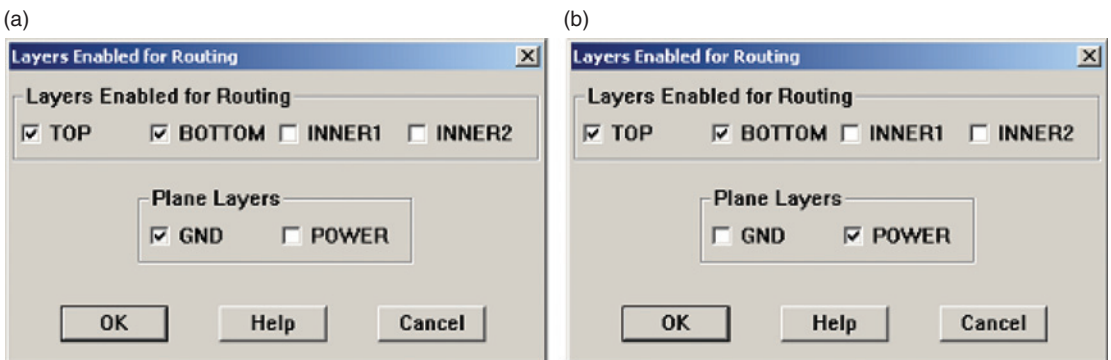 (a)
Layers Enabled for Routing
Layers Enabled for Routing
TOP BOTTOM INNER1 INNER2
Plane Layers
GND POWER
OK Help Cancel
(b)
Layers Enabled for Routing
Layers Enabled for Routing
TOP BOTTOM INNER1 INNER2
Plane Layers
GND POWER
OK Help Cancel